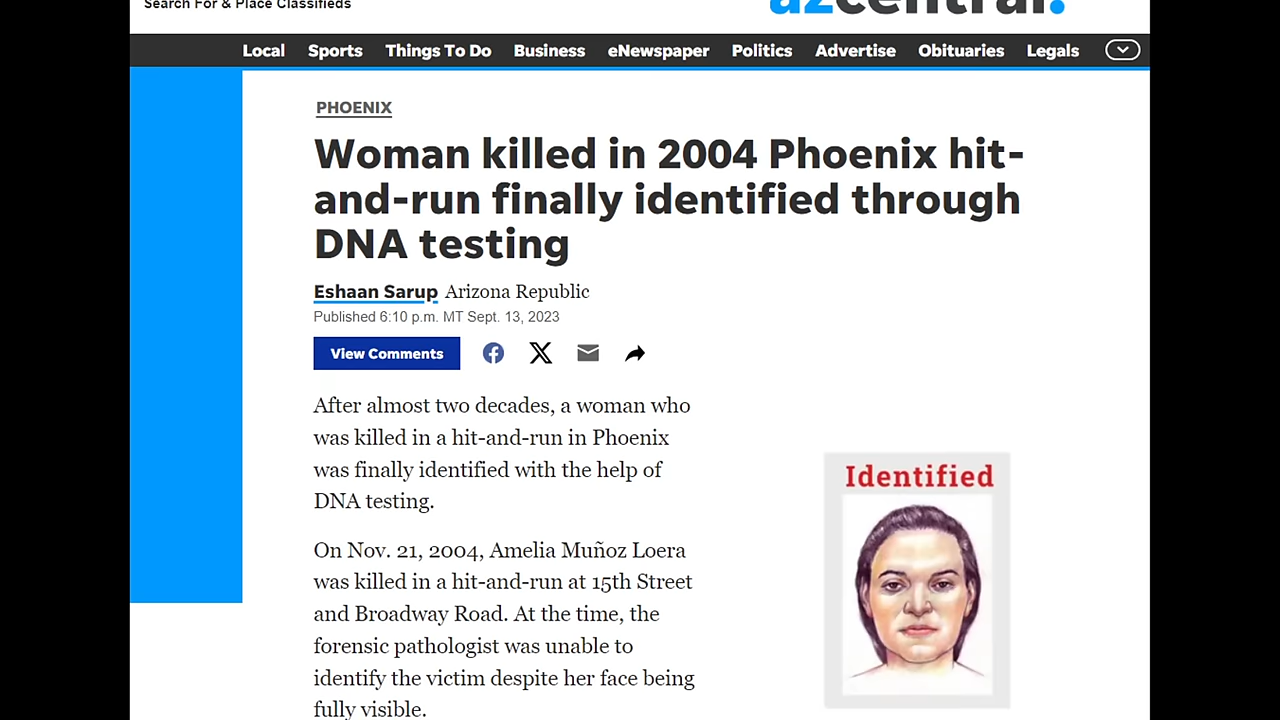 Search For & Place Classifieds
azcentral.
Local Sports Things To Do Business eNewspaper Politics Advertise Obituaries Legals
PHOENIX
Woman killed in 2004 Phoenix hit-
and-run finally identified through
DNA testing
Eshaan Sarup Arizona Republic
Published 6:10 p.m. MT Sept. 13, 2023
View Comments
After almost two decades, a woman who
was killed in a hit-and-run in Phoenix
was finally identified with the help of
DNA testing.
Identified
On Nov. 21, 2004, Amelia Muñoz Loera
was killed in a hit-and-run at 15th Street
and Broadway Road. At the time, the
forensic pathologist was unable to
identify the victim despite her face being
fully visible.